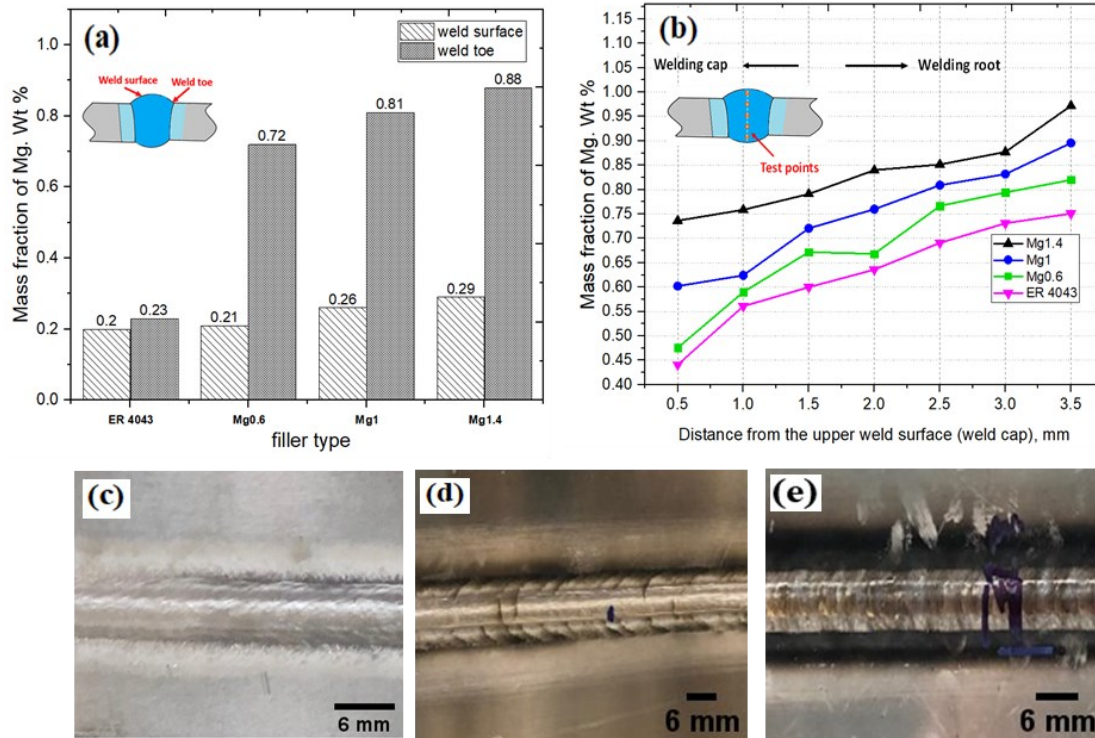 (a)
weld surface
weld toe
Weld surface
Weld toe
Mass fraction of Mg. Wt %
1.0
0.8
0.6
0.4
0.2
0.0
0.2
0.23
0.21
0.72
0.26
0.81
0.29
0.88
ER 4043
Mg0.6
Mg1
Mg1.4
filler type
(b)
Welding cap
Welding root
Test points
Mass fraction of Mg. Wt %
1.15
1.10
1.05
1.00
0.95
0.90
0.85
0.80
0.75
0.70
0.65
0.60
0.55
0.50
0.45
0.40
Mg1.4
Mg1
Mg0.6
ER 4043
0.5 1.0 1.5 2.0 2.5 3.0 3.5
Distance from the upper weld surface (weld cap), mm
(c)
6 mm
(d)
6 mm
(e)
6 mm